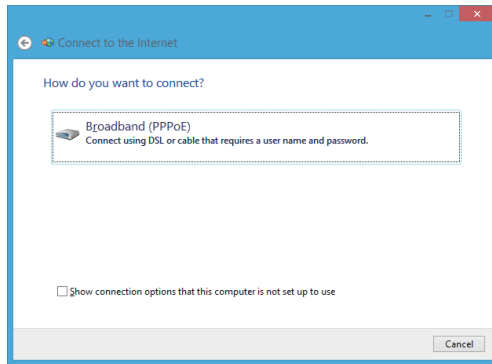 Connect to the Internet
How do you want to connect?
Broadband (PPPoE)
Connect using DSL or cable that requires a user name and password.
Show connection options that this computer is not set up to use
Cancel